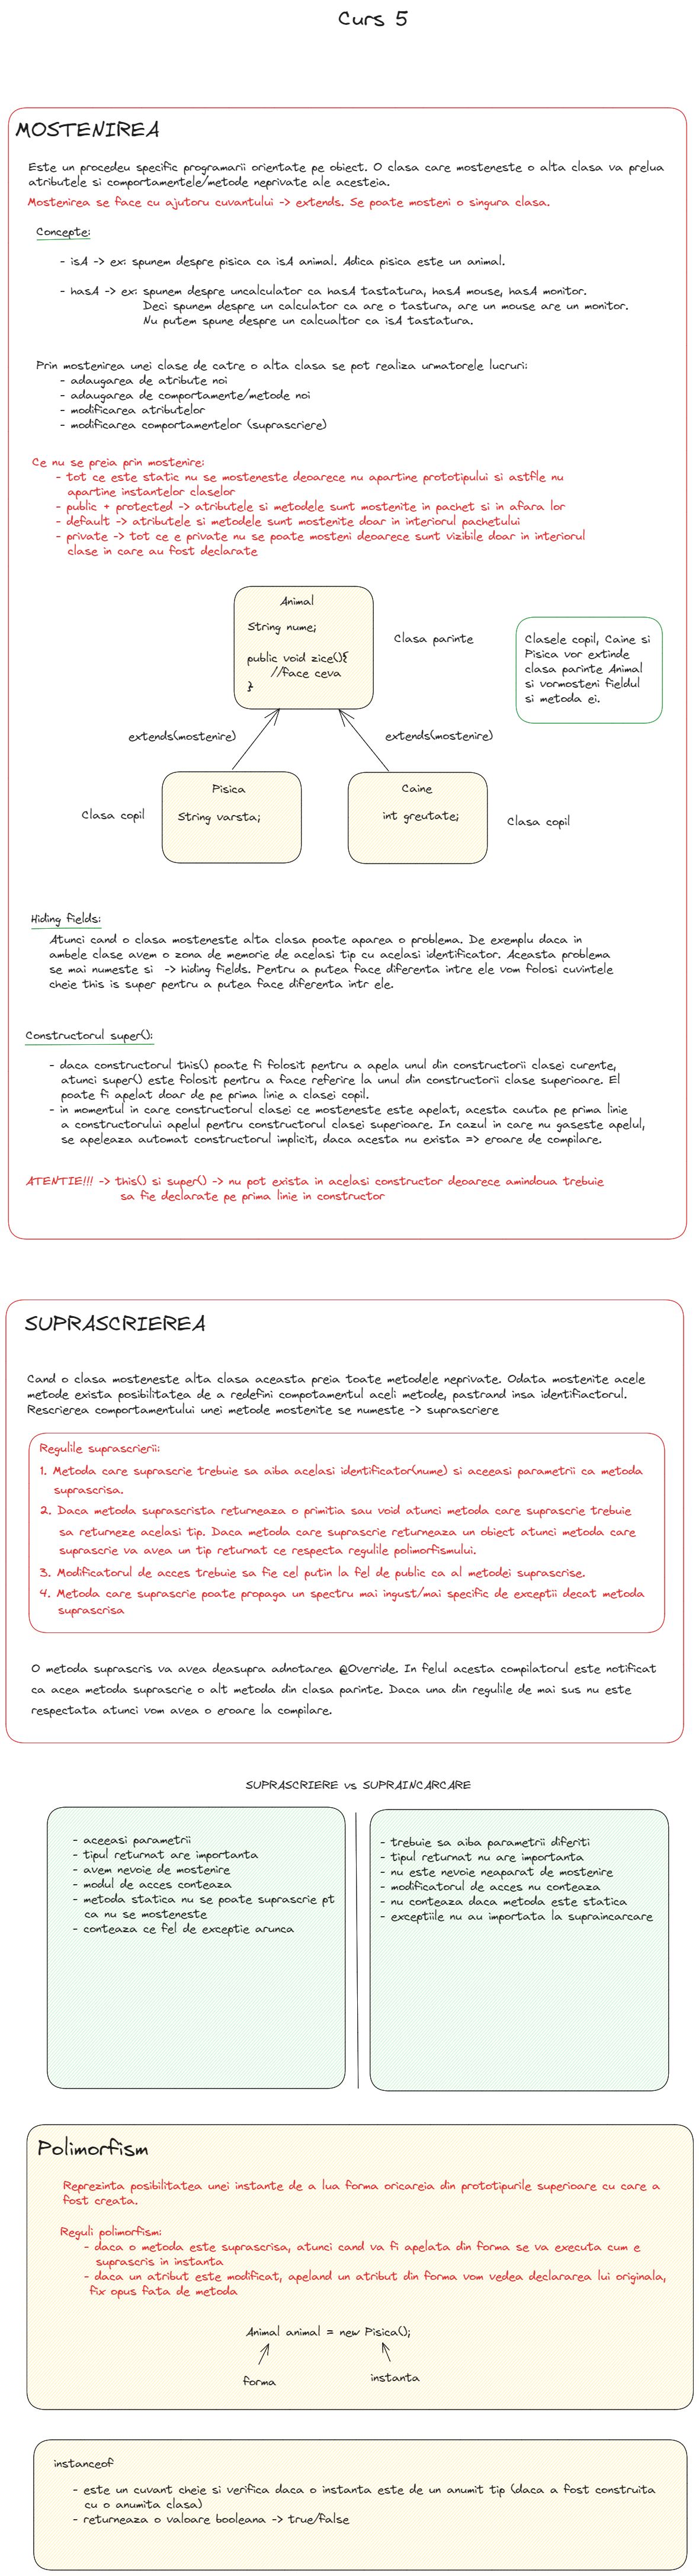 Curs 5
MOSTENIREA
Este un procedeu specific programarii orientate pe obiect. O clasa care mosteneste o alta clasa va prelua
atributele si comportamentele/metode neprivate ale acesteia.
Mostenirea se face cu ajutoru cuvantului -> extends. Se poate mosteni o singura clasa.
Concepte:
- isA -> ex: spunem despre pisica ca isA animal. Adica pisica este un animal.
- hasA -> ex: spunem despre uncalculator ca hasA tastatura, hasA mouse, hasA monitor.
Deci spunem despre un calculator ca are o tastura, are un mouse are un monitor.
Nu putem spune despre un calcualtor ca isA tastatura.
Prin mostenirea unei clase de catre o alta clasa se pot realiza urmatorele lucruri:
- adaugarea de atribute noi
- adaugarea de comportamente/metode noi
- modificarea atributelor
- modificarea comportamentelor (suprascriere)
Ce nu se preia prin mostenire:
- tot ce este static nu se mosteneste deoarece nu apartine prototipului si astfle nu
apartine instantelor claselor
- public + protected -> atributele si metodele sunt mostenite in pachet si in afara lor
- default -> atributele si metodele sunt mostenite doar in interiorul pachetului
- private -> tot ce e private nu se poate mosteni deoarece sunt vizibile doar in interiorul
clase in care au fost declarate
Animal
String nume;
public void zice(){
//face ceva
}
Clasa parinte
Clasele copil, Caine si
Pisica vor extinde
clasa parinte Animal
si vormosteni fieldul
si metoda ei.
extends(mostenire)
extends(mostenire)
Pisica
String varsta;
Clasa copil
Caine
int greutate;
Clasa copil
Hiding fields:
Atunci cand o clasa mosteneste alta clasa poate aparea o problema. De exemplu daca in
ambele clase avem o zona de memorie de acelasi tip cu acelasi identificator. Aceasta problema
se mai numeste si -> hiding fields. Pentru a putea face diferenta intre ele vom folosi cuvintele
cheie this is super pentru a putea face diferenta intr ele.
Constructorul super():
- daca constructorul this() poate fi folosit pentru a apela unul din constructorii clasei curente,
atunci super() este folosit pentru a face referire la unul din constructorii clase superioare. El
poate fi apelat doar de pe prima linie a clasei copil.
- in momentul in care constructorul clasei ce mosteneste este apelat, acesta cauta pe prima linie
a constructorului apelul pentru constructorul clasei superioare. In cazul in care nu gaseste apelul,
se apeleaza automat constructorul implicit, daca acesta nu exista => eroare de compilare.
ATENTIE!!! -> this() si super() -> nu pot exista in acelasi constructor deoarece amindoua trebuie
sa fie declarate pe prima linie in constructor
SUPRASCRIEREA
Cand o clasa mosteneste alta clasa aceasta preia toate metodele neprivate. Odata mostenite acele
metode exista posibilitatea de a redefini compotamentul aceli metode, pastrand insa identifiactorul.
Rescrierea comportamentului unei metode mostenite se numeste -> suprascriere
Regulile suprascrierii:
1. Metoda care suprascrie trebuie sa aiba acelasi identificator(nume) si aceeasi parametrii ca metoda
suprascrisa.
2. Daca metoda suprascrista returneaza o primitia sau void atunci metoda care suprascrie trebuie
sa returneze acelasi tip. Daca metoda care suprascrie returneaza un obiect atunci metoda care
suprascrie va avea un tip returnat ce respecta regulile polimorfismului.
3. Modificatorul de acces trebuie sa fie cel putin la fel de public ca al metodei suprascrise.
4. Metoda care suprascrie poate propaga un spectru mai ingust/mai specific de exceptii decat metoda
suprascrisa
O metoda suprascris va avea deasupra adnotarea @Override. In felul acesta compilatorul este notificat
ca acea metoda suprascrie o alt metoda din clasa parinte. Daca una din regulile de mai sus nu este
respectata atunci vom avea o eroare la compilare.
SUPRASCRIERE vs SUPRAINCARCARE
- aceeasi parametrii
- tipul returnat are importanta
- avem nevoie de mostenire
- modul de acces conteaza
- metoda statica nu se poate suprascrie pt
ca nu se mosteneste
- conteaza ce fel de exceptie arunca
- trebuie sa aiba parametrii diferiti
- tipul returnat nu are importanta
- nu este nevoie neaparat de mostenire
- modificatorul de acces nu conteaza
- nu conteaza daca metoda este statica
- exceptiile nu au importata la supraincarcare
Polimorfism
Reprezinta posibilitatea unei instante de a lua forma oricareia din prototipurile superioare cu care a
fost creata.
Reguli polimorfism:
- daca o metoda este suprascrisa, atunci cand va fi apelata din forma se va executa cum e
suprascris in instanta
- daca un atribut este modificat, apeland un atribut din forma vom vedea declararea lui originala,
fix opus fata de metoda
Animal animal = new Pisica();
forma
instanta
instanceof
- este un cuvant cheie si verifica daca o instanta este de un anumit tip (daca a fost construita
cu o anumita clasa)
- returneaza o valoare booleana -> true/false